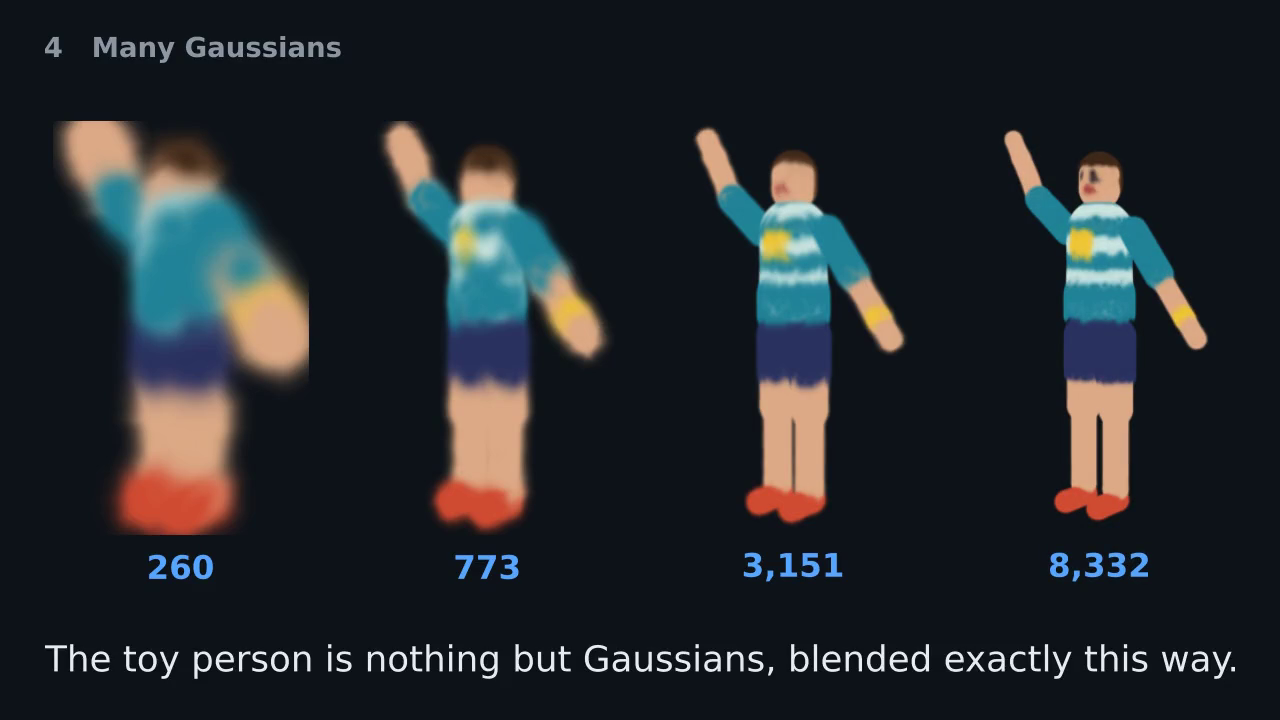 4 Many Gaussians
260
773
3,151
8,332
The toy person is nothing but Gaussians, blended exactly this way.